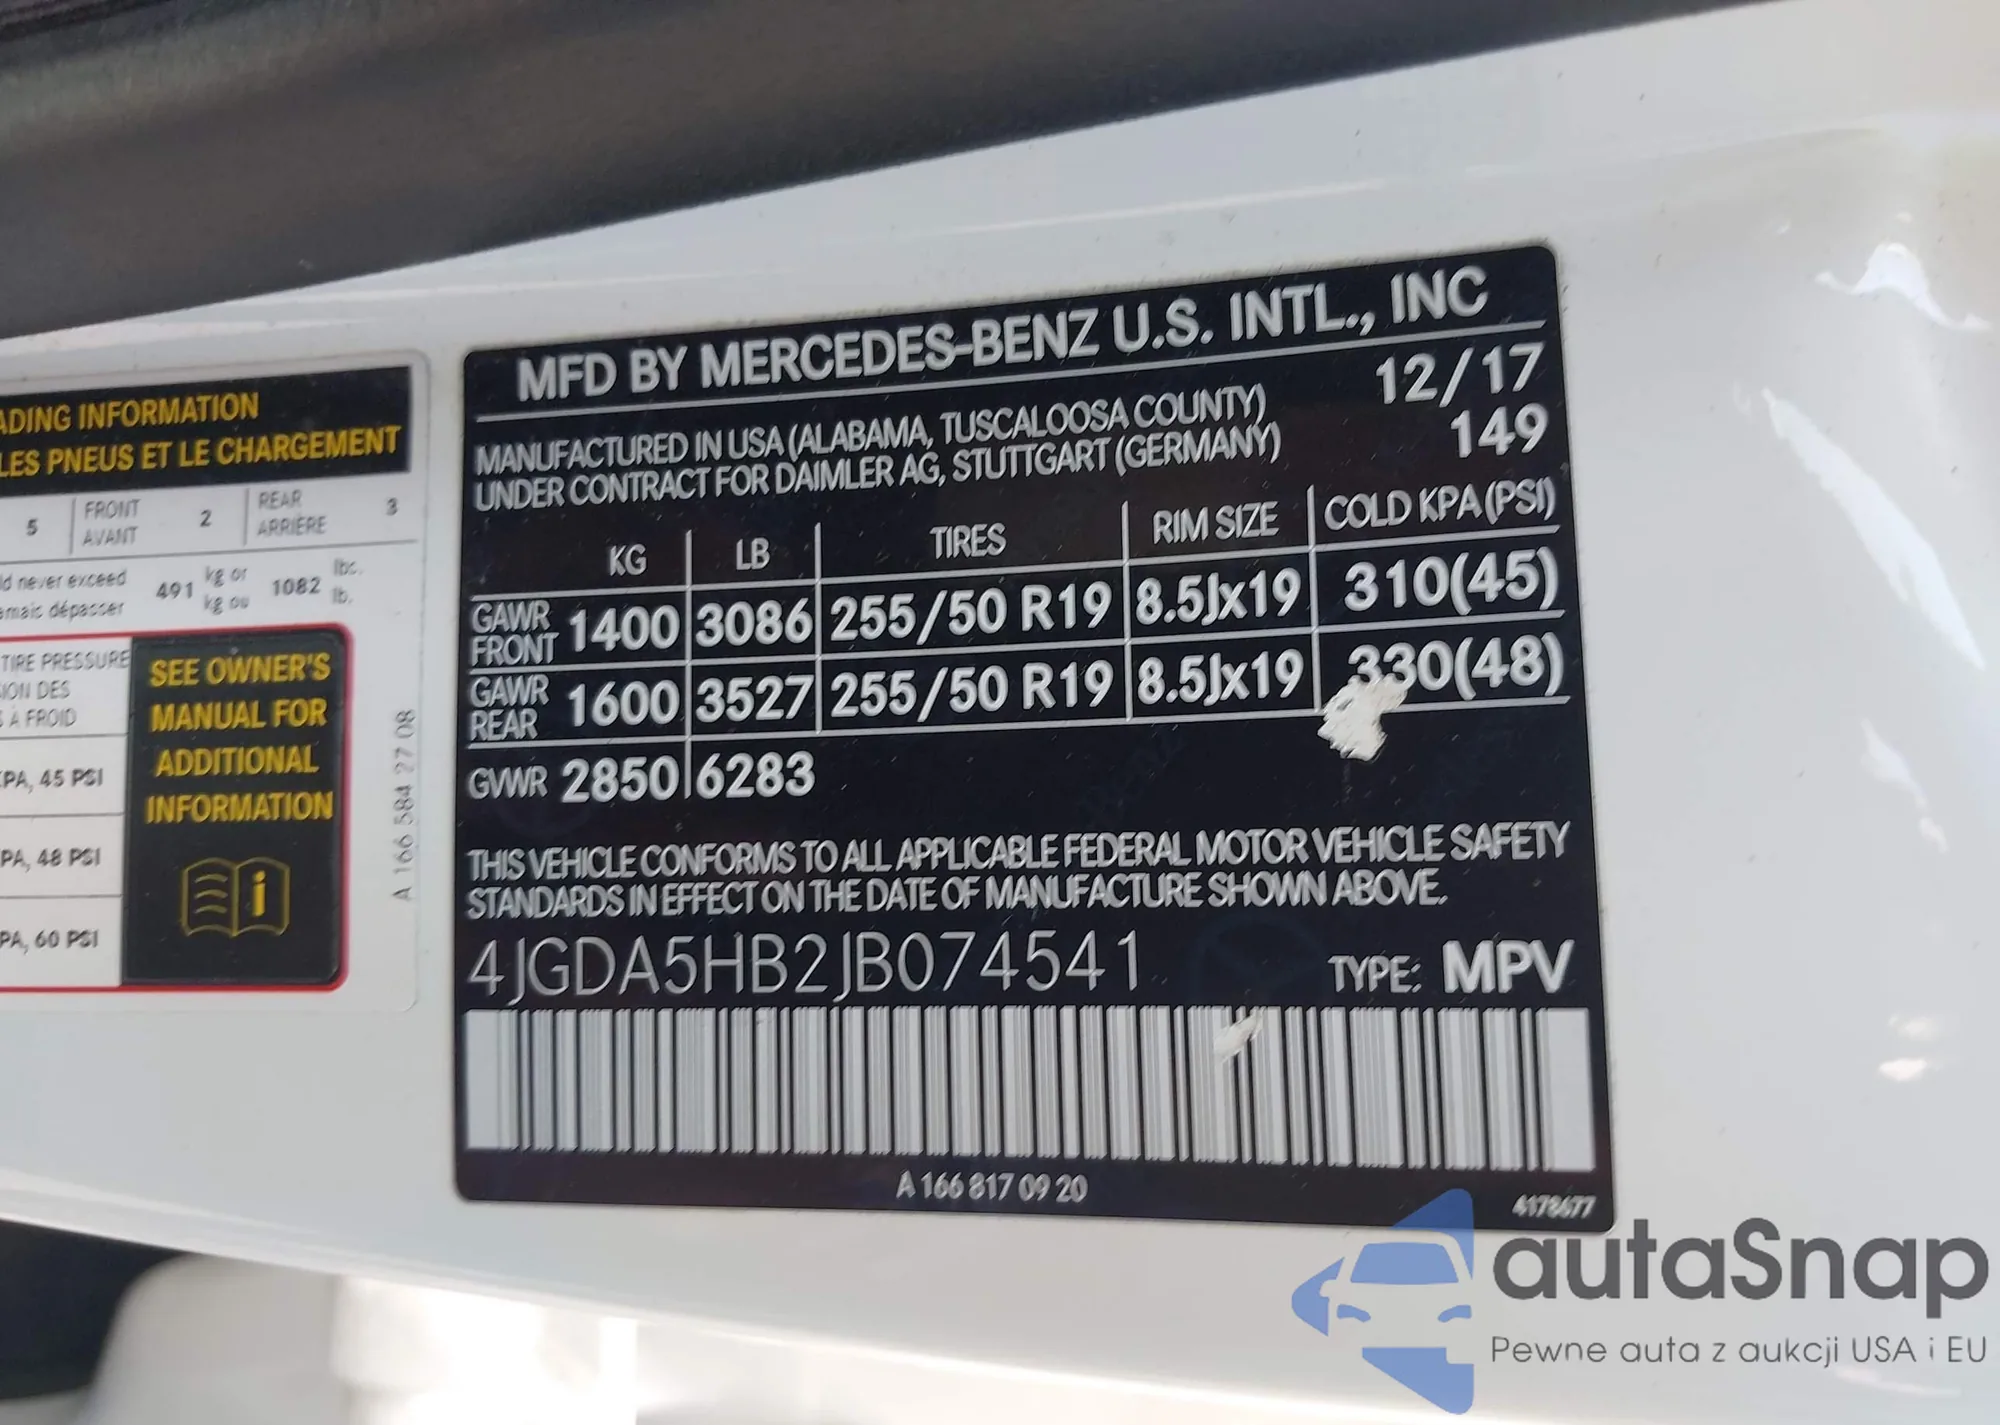 ADING INFORMATION
LES PNEUS ET LE CHARGEMENT
5 FRONT AVANT 2 REAR ARRIÈRE 3
ld never exceed 491 kg or 1082 lbs.
amais dépasser kg ou lb.
TIRE PRESSURE
ION DES
À FROID
PA, 45 PSI
PA, 48 PSI
PA, 60 PSI
SEE OWNER'S
MANUAL FOR
ADDITIONAL
INFORMATION
i
A 166 584 27 08
MFD BY MERCEDES-BENZ U.S. INTL., INC
MANUFACTURED IN USA (ALABAMA, TUSCALOOSA COUNTY) 12/17
UNDER CONTRACT FOR DAIMLER AG, STUTTGART (GERMANY) 149
KG LB TIRES RIM SIZE COLD KPA (PSI)
GAWR FRONT 1400 3086 255/50 R19 8.5Jx19 310(45)
GAWR REAR 1600 3527 255/50 R19 8.5Jx19 330(48)
GVWR 2850 6283
THIS VEHICLE CONFORMS TO ALL APPLICABLE FEDERAL MOTOR VEHICLE SAFETY
STANDARDS IN EFFECT ON THE DATE OF MANUFACTURE SHOWN ABOVE.
4JGDA5HB2JB074541 TYPE: MPV
A 166 817 09 20
4178677
autaSnap
Pewne auta z aukcji USA i EU